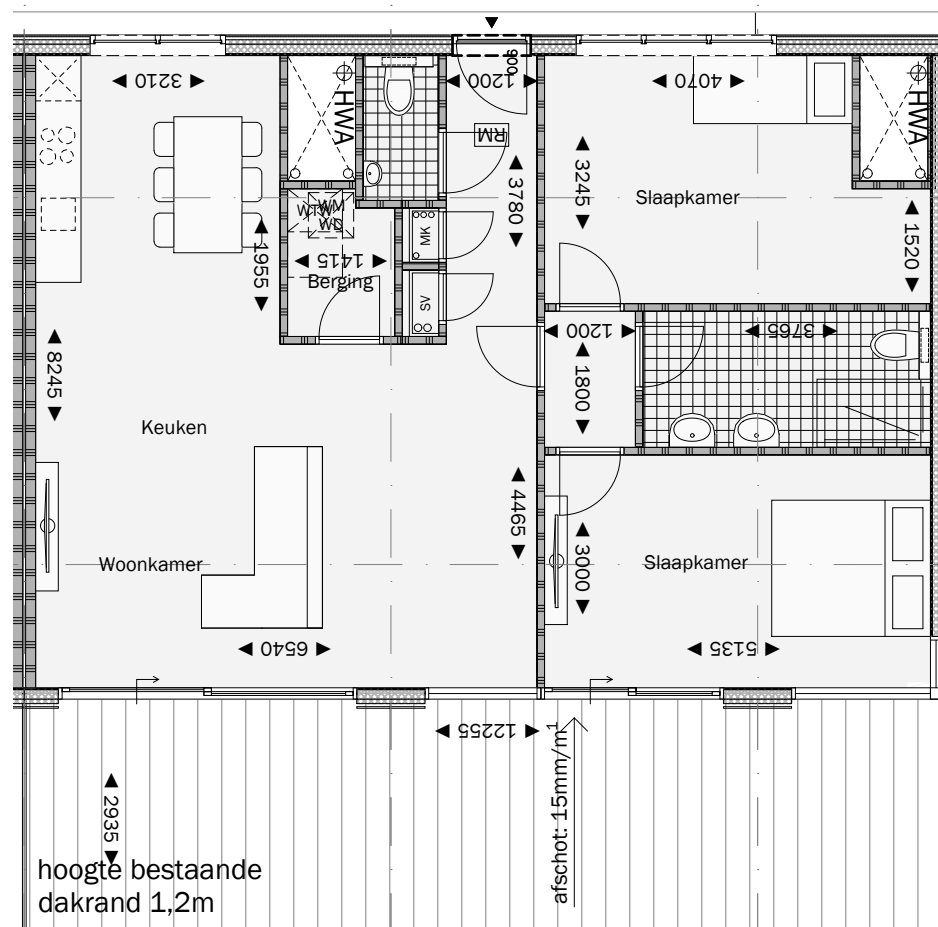 900
3210
1200
4070
HWA
HWA
RM
3245
3780
Slaapkamer
WTW
WM
WD
MK
1955
1520
1415
Berging
SV
1200
3765
8245
1800
Keuken
4465
Woonkamer
3000
Slaapkamer
6540
5135
12255
afschot: 15mm/m1
2935
hoogte bestaande
dakrand 1,2m